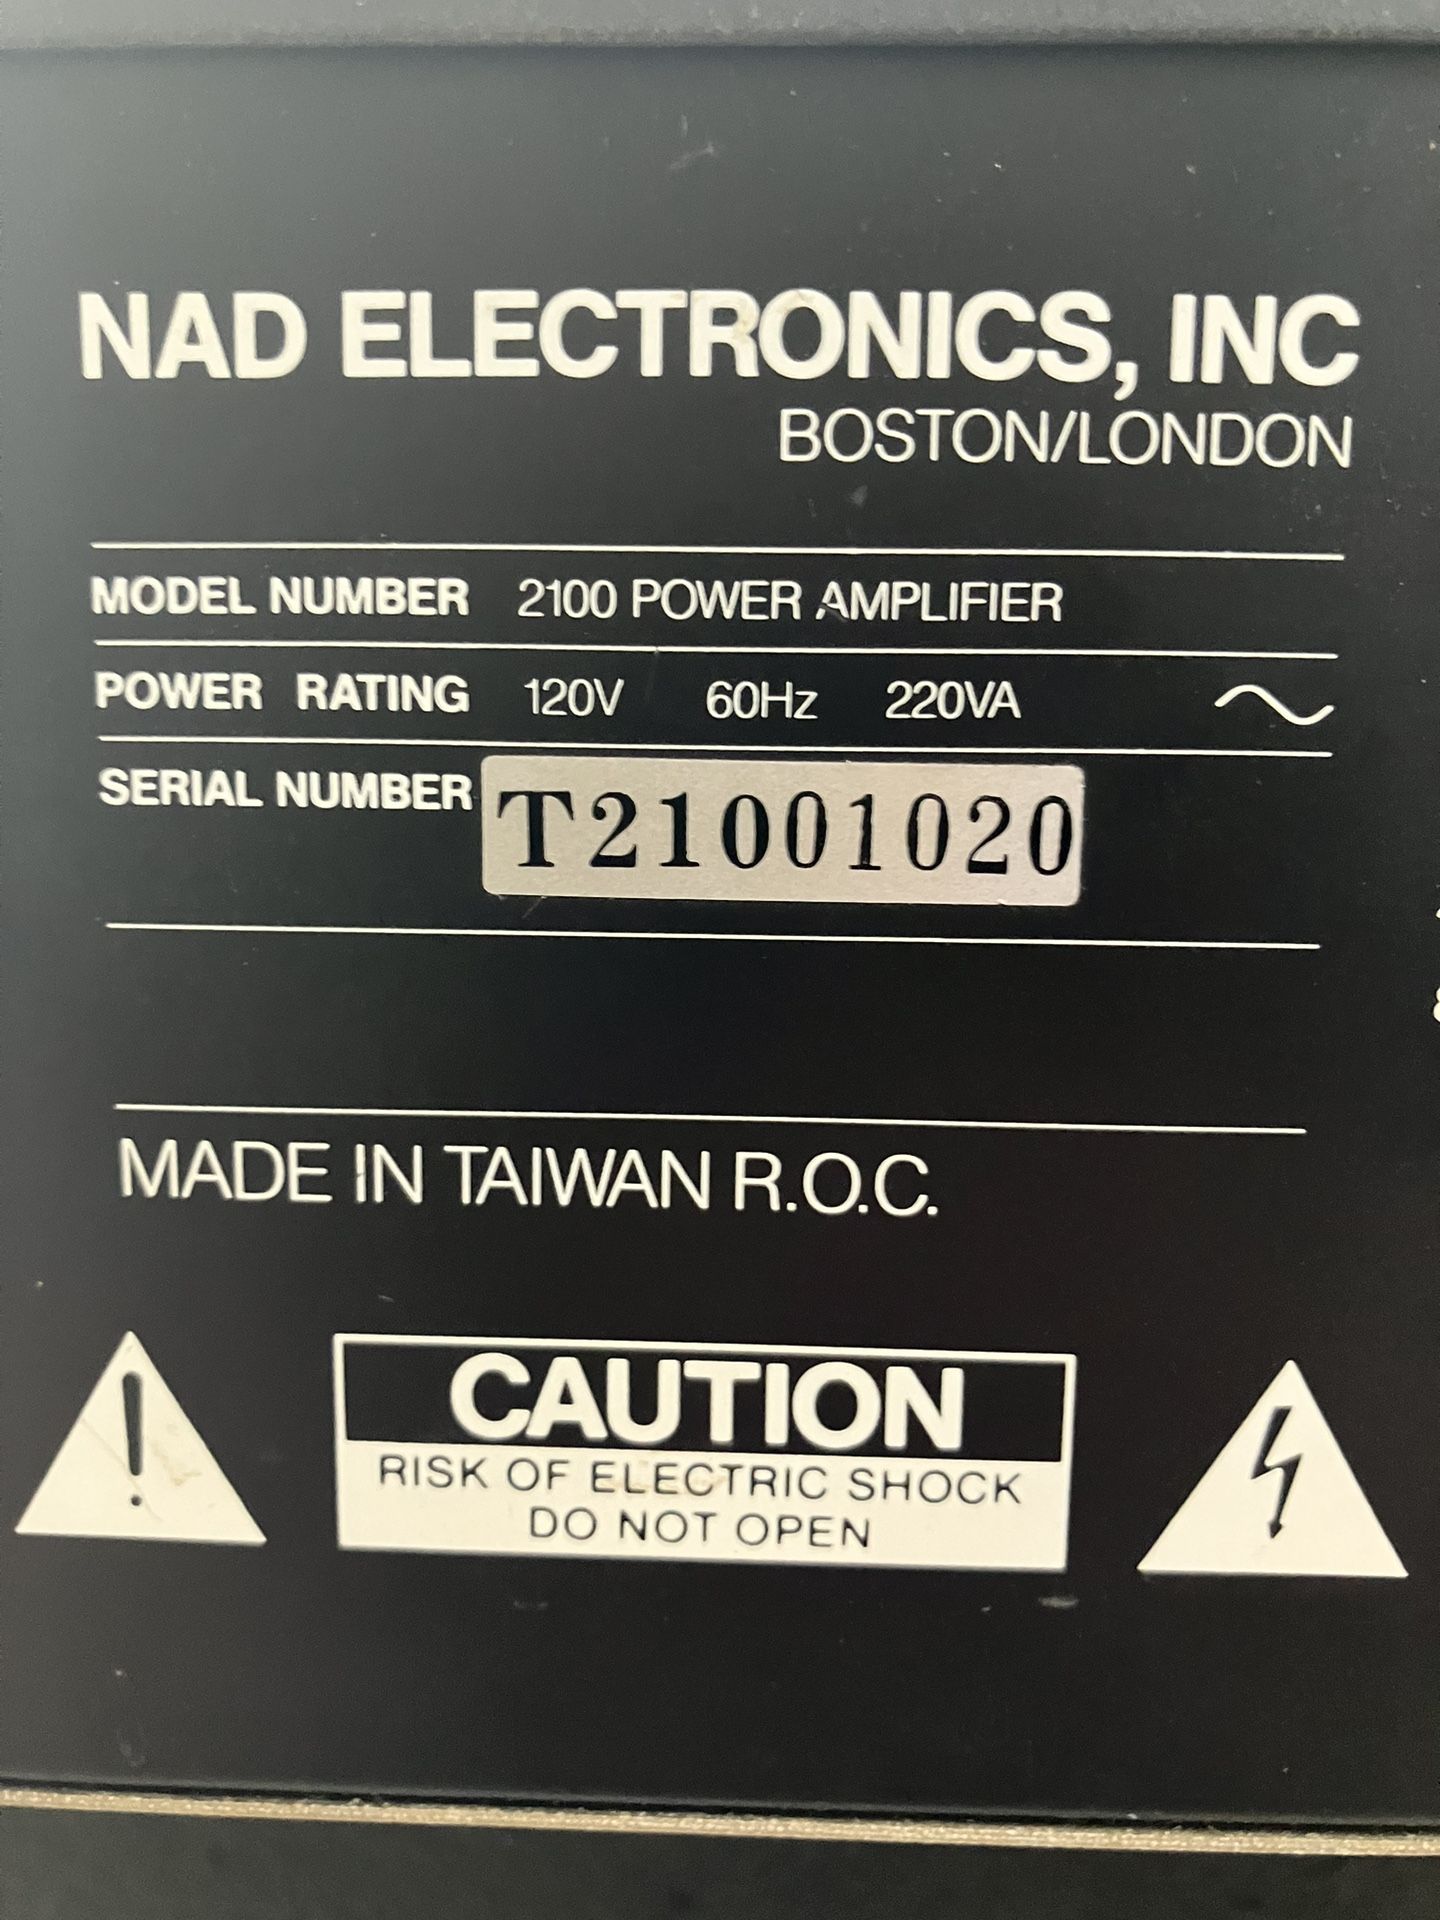 NAD ELECTRONICS, INC
BOSTON/LONDON
MODEL NUMBER 2100 POWER AMPLIFIER
POWER RATING 120V 60Hz 220VA
SERIAL NUMBER T21001020
MADE IN TAIWAN R.O.C.
CAUTION
RISK OF ELECTRIC SHOCK
DO NOT OPEN